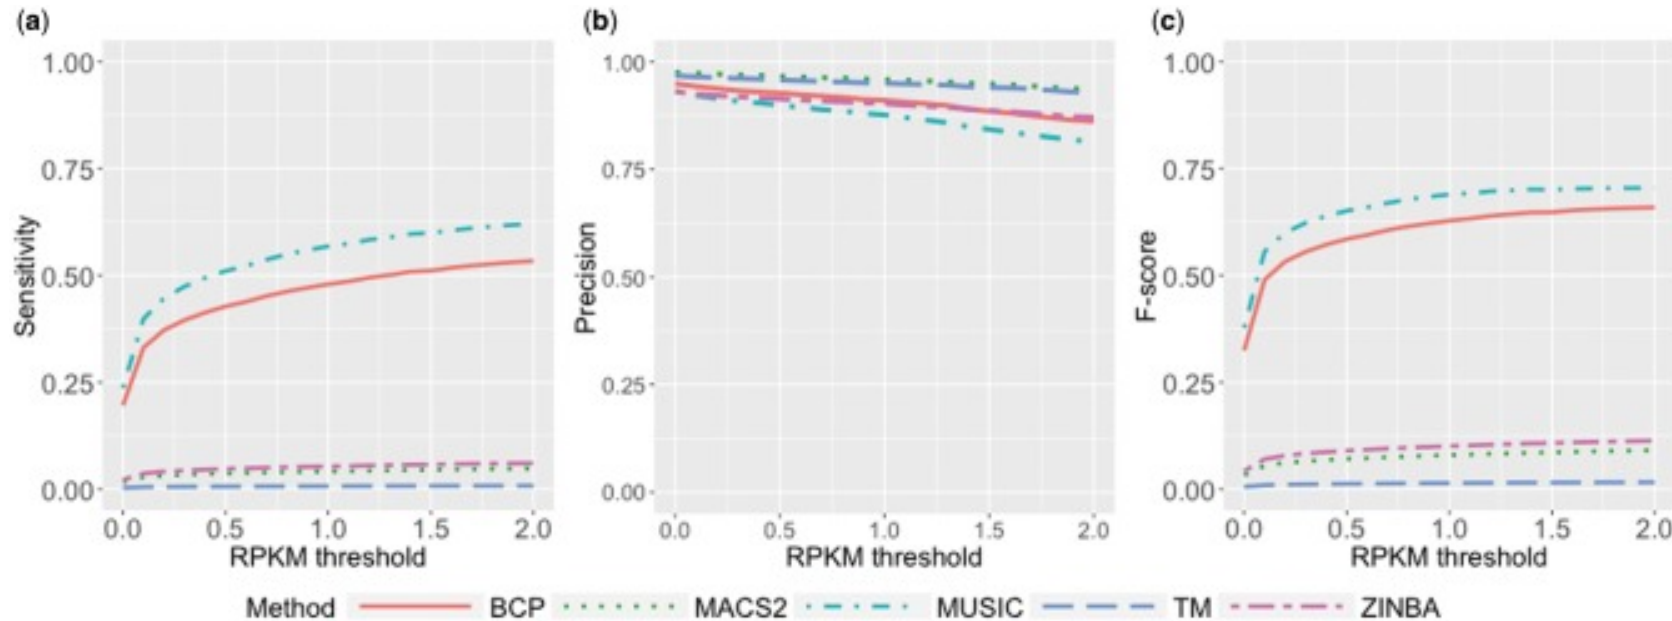 (a)
1.00
0.75
0.50
0.25
0.00
Sensitivity
0.0 0.5 1.0 1.5 2.0
RPKM threshold
(b)
1.00
0.75
0.50
0.25
0.00
Precision
0.0 0.5 1.0 1.5 2.0
RPKM threshold
(c)
1.00
0.75
0.50
0.25
0.00
F-score
0.0 0.5 1.0 1.5 2.0
RPKM threshold
Method BCP MACS2 MUSIC TM ZINBA